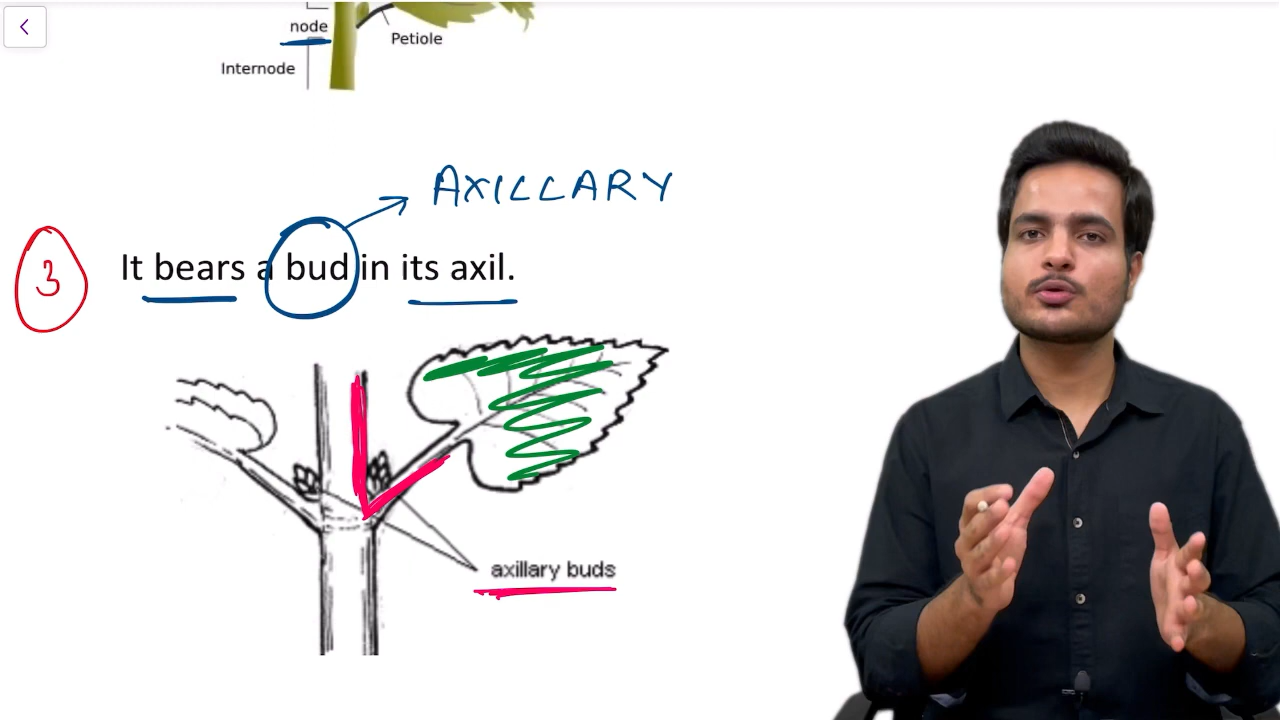 node
Petiole
Internode
AXILLARY
3
It bears a bud in its axil.
axillary buds